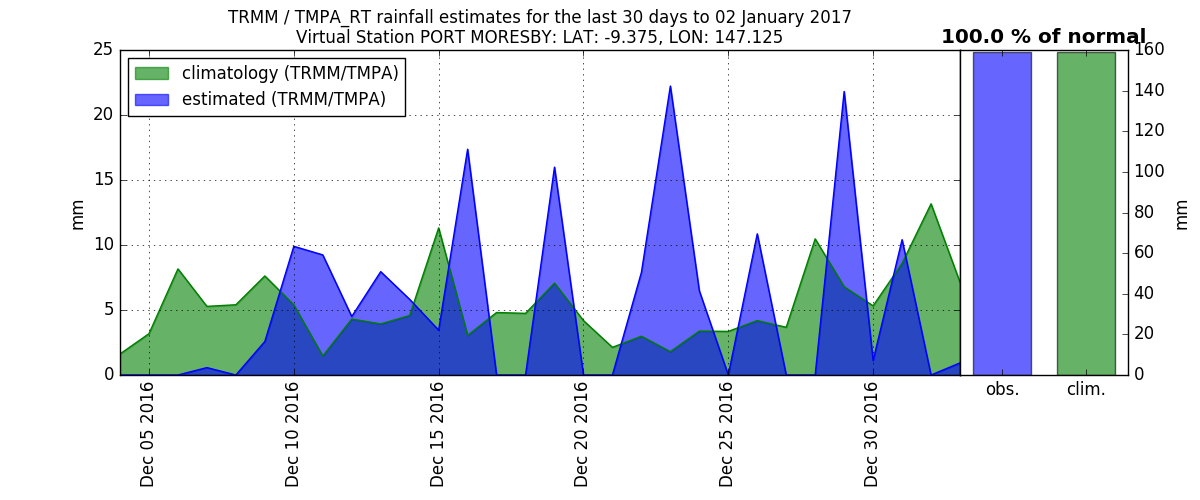 TRMM / TMPA_RT rainfall estimates for the last 30 days to 02 January 2017
Virtual Station PORT MORESBY: LAT: -9.375, LON: 147.125
100.0 % of normal
climatology (TRMM/TMPA)
estimated (TRMM/TMPA)
25
20
15
10
5
0
mm
Dec 05 2016
Dec 10 2016
Dec 15 2016
Dec 20 2016
Dec 25 2016
Dec 30 2016
obs.
clim.
160
140
120
100
80
60
40
20
0
mm